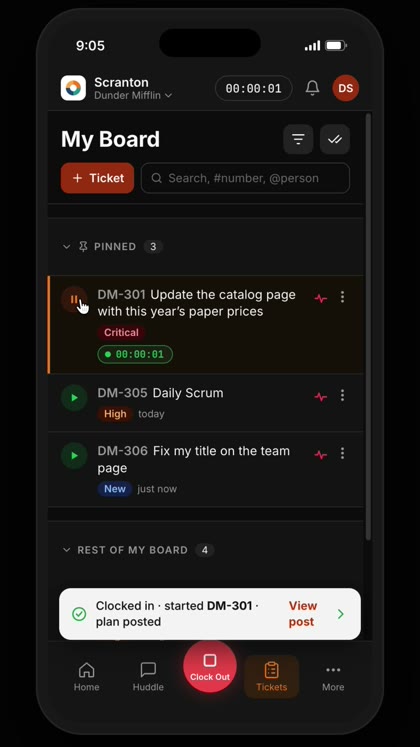 9:05
Scranton
Dunder Mifflin
00:00:01
DS
My Board
+ Ticket
Search, #number, @person
PINNED 3
DM-301 Update the catalog page
with this year’s paper prices
Critical
00:00:01
DM-305 Daily Scrum
High today
DM-306 Fix my title on the team
page
New just now
REST OF MY BOARD 4
Clocked in · started DM-301 ·
plan posted
View
post
Clock Out
Home
Huddle
Tickets
More